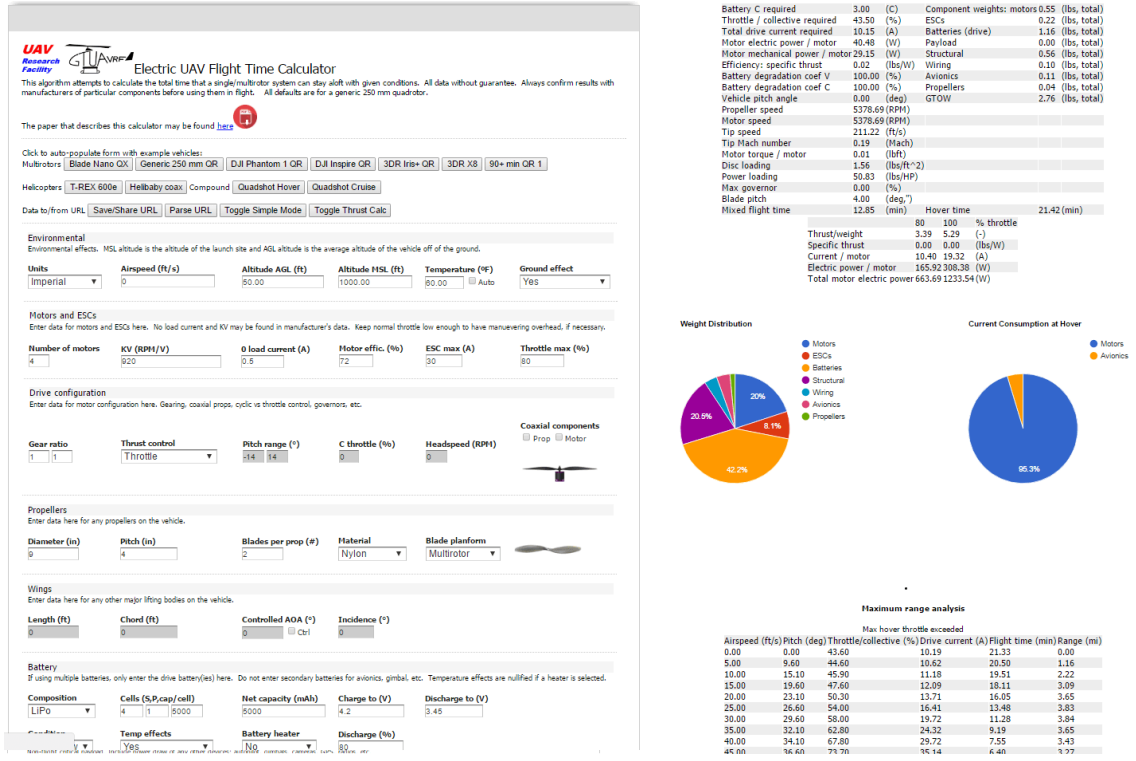 UAV
Research
Facility
GT UAVRF
Electric UAV Flight Time Calculator
This algorithm attempts to calculate the total time that a single/multirotor system can stay aloft with given conditions. All data without guarantee. Always confirm results with
manufacturers of particular components before using them in flight. All defaults are for a generic 250 mm quadrotor.
The paper that describes this calculator may be found here
Click to auto-populate form with example vehicles:
Multirotors Blade Nano QX Generic 250 mm QR DJI Phantom 1 QR DJI Inspire QR 3DR Iris+ QR 3DR X8 90+ min QR 1
Helicopters T-REX 600e Helibaby coax Compound Quadshot Hover Quadshot Cruise
Data to/from URL Save/Share URL Parse URL Toggle Simple Mode Toggle Thrust Calc
Environmental
Environmental effects. MSL altitude is the altitude of the launch site and AGL altitude is the average altitude of the vehicle off of the ground.
Units Airspeed (ft/s) Altitude AGL (ft) Altitude MSL (ft) Temperature (ºF) Ground effect
Imperial 0 50.00 1000.00 60.00 Auto Yes
Motors and ESCs
Enter data for motors and ESCs here. No load current and KV may be found in manufacturer's data. Keep normal throttle low enough to have manuevering overhead, if necessary.
Number of motors KV (RPM/V) 0 load current (A) Motor effic. (%) ESC max (A) Throttle max (%)
4 920 0.5 72 30 80
Drive configuration
Enter data for motor configuration here. Gearing, coaxial props, cyclic vs throttle control, governors, etc.
Coaxial components
Prop Motor
Gear ratio Thrust control Pitch range (°) C throttle (%) Headspeed (RPM)
1 1 Throttle -14 14 0 0
Propellers
Enter data here for any propellers on the vehicle.
Diameter (in) Pitch (in) Blades per prop (#) Material Blade planform
9 4 2 Nylon Multirotor
Wings
Enter data here for any other major lifting bodies on the vehicle.
Length (ft) Chord (ft) Controlled AOA (°) Incidence (°)
0 0 0 Ctrl 0
Battery
If using multiple batteries, only enter the drive battery(ies) here. Do not enter secondary batteries for avionics, gimbal, etc. Temperature effects are nullified if a heater is selected.
Composition Cells (S,P,cap/cell) Net capacity (mAh) Charge to (V) Discharge to (V)
LiPo 4 1 5000 5000 4.2 3.45
Condition Temp effects Battery heater Discharge (%)
Yes No 80
Battery C required 3.00 (C) Component weights: motors 0.55 (lbs, total)
Throttle / collective required 43.50 (%) ESCs 0.22 (lbs, total)
Total drive current required 10.15 (A) Batteries (drive) 1.16 (lbs, total)
Motor electric power / motor 40.48 (W) Payload 0.00 (lbs, total)
Motor mechanical power / motor 29.15 (W) Structural 0.56 (lbs, total)
Efficiency: specific thrust 0.02 (lbs/W) Wiring 0.10 (lbs, total)
Battery degradation coef V 100.00 (%) Avionics 0.11 (lbs, total)
Battery degradation coef C 100.00 (%) Propellers 0.04 (lbs, total)
Vehicle pitch angle 0.00 (deg) GTOW 2.76 (lbs, total)
Propeller speed 5378.69 (RPM)
Motor speed 5378.69 (RPM)
Tip speed 211.22 (ft/s)
Tip Mach number 0.19 (Mach)
Motor torque / motor 0.01 (lbft)
Disc loading 1.56 (lbs/ft^2)
Power loading 50.83 (lbs/HP)
Max governor 0.00 (%)
Blade pitch 4.00 (deg,")
Mixed flight time 12.85 (min) Hover time 21.42 (min)
80 100 % throttle
Thrust/weight 3.39 5.29 (-)
Specific thrust 0.00 0.00 (lbs/W)
Current / motor 10.40 19.32 (A)
Electric power / motor 165.92 308.38 (W)
Total motor electric power 663.69 1233.54 (W)
Weight Distribution
Motors
ESCs
Batteries
Structural
Wiring
Avionics
Propellers
20%
8.1%
42.2%
20.5%
Current Consumption at Hover
Motors
Avionics
95.3%
Maximum range analysis
Max hover throttle exceeded
Airspeed (ft/s) Pitch (deg) Throttle/collective (%) Drive current (A) Flight time (min) Range (mi)
0.00 0.00 43.60 10.19 21.33 0.00
5.00 9.60 44.60 10.62 20.50 1.16
10.00 15.10 45.90 11.18 19.51 2.22
15.00 19.60 47.60 12.09 18.11 3.09
20.00 23.10 50.30 13.71 16.05 3.65
25.00 26.60 54.00 16.41 13.48 3.83
30.00 29.60 58.00 19.72 11.28 3.84
35.00 32.10 62.80 24.32 9.19 3.65
40.00 34.10 67.80 29.72 7.55 3.43
45.00 36.60 73.70 35.14 6.40 3.27